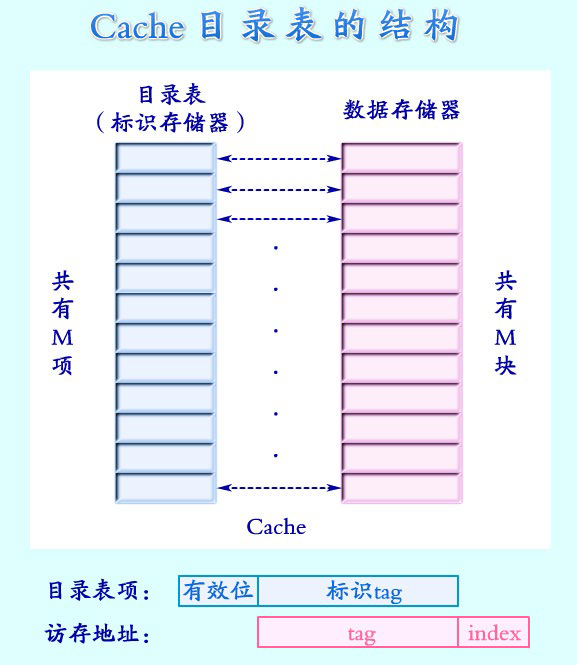 Cache 目录表的结构
目录表
（标识存储器）
数据存储器
共有M项
共有M块
Cache
目录表项： 有效位 标识tag
访存地址： tag index